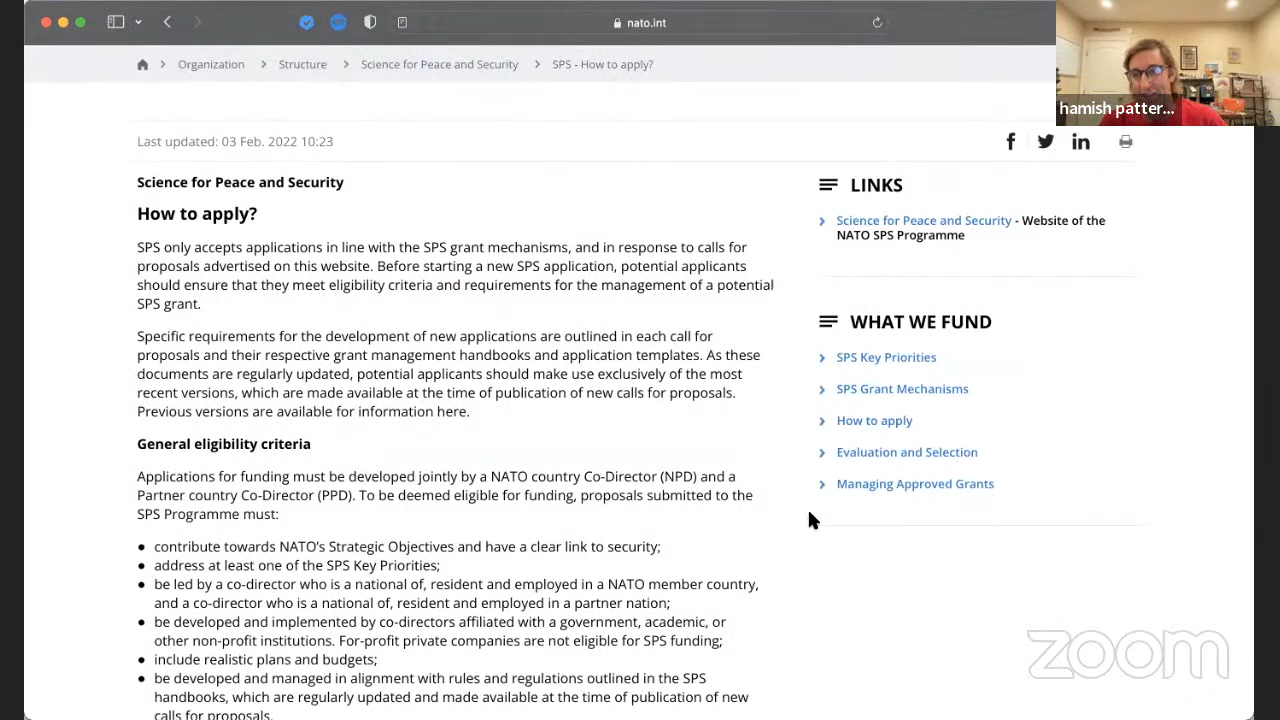 nato.int
Organization
Structure
Science for Peace and Security
SPS - How to apply?
hamish patter...
Last updated: 03 Feb. 2022 10:23
Science for Peace and Security
How to apply?
SPS only accepts applications in line with the SPS grant mechanisms, and in response to calls for
proposals advertised on this website. Before starting a new SPS application, potential applicants
should ensure that they meet eligibility criteria and requirements for the management of a potential
SPS grant.
Specific requirements for the development of new applications are outlined in each call for
proposals and their respective grant management handbooks and application templates. As these
documents are regularly updated, potential applicants should make use exclusively of the most
recent versions, which are made available at the time of publication of new calls for proposals.
Previous versions are available for information here.
General eligibility criteria
Applications for funding must be developed jointly by a NATO country Co-Director (NPD) and a
Partner country Co-Director (PPD). To be deemed eligible for funding, proposals submitted to the
SPS Programme must:
● contribute towards NATO's Strategic Objectives and have a clear link to security;
● address at least one of the SPS Key Priorities;
● be led by a co-director who is a national of, resident and employed in a NATO member country,
and a co-director who is a national of, resident and employed in a partner nation;
● be developed and implemented by co-directors affiliated with a government, academic, or
other non-profit institutions. For-profit private companies are not eligible for SPS funding;
● include realistic plans and budgets;
● be developed and managed in alignment with rules and regulations outlined in the SPS
handbooks, which are regularly updated and made available at the time of publication of new
calls for proposals.
LINKS
Science for Peace and Security - Website of the
NATO SPS Programme
WHAT WE FUND
SPS Key Priorities
SPS Grant Mechanisms
How to apply
Evaluation and Selection
Managing Approved Grants
zoom